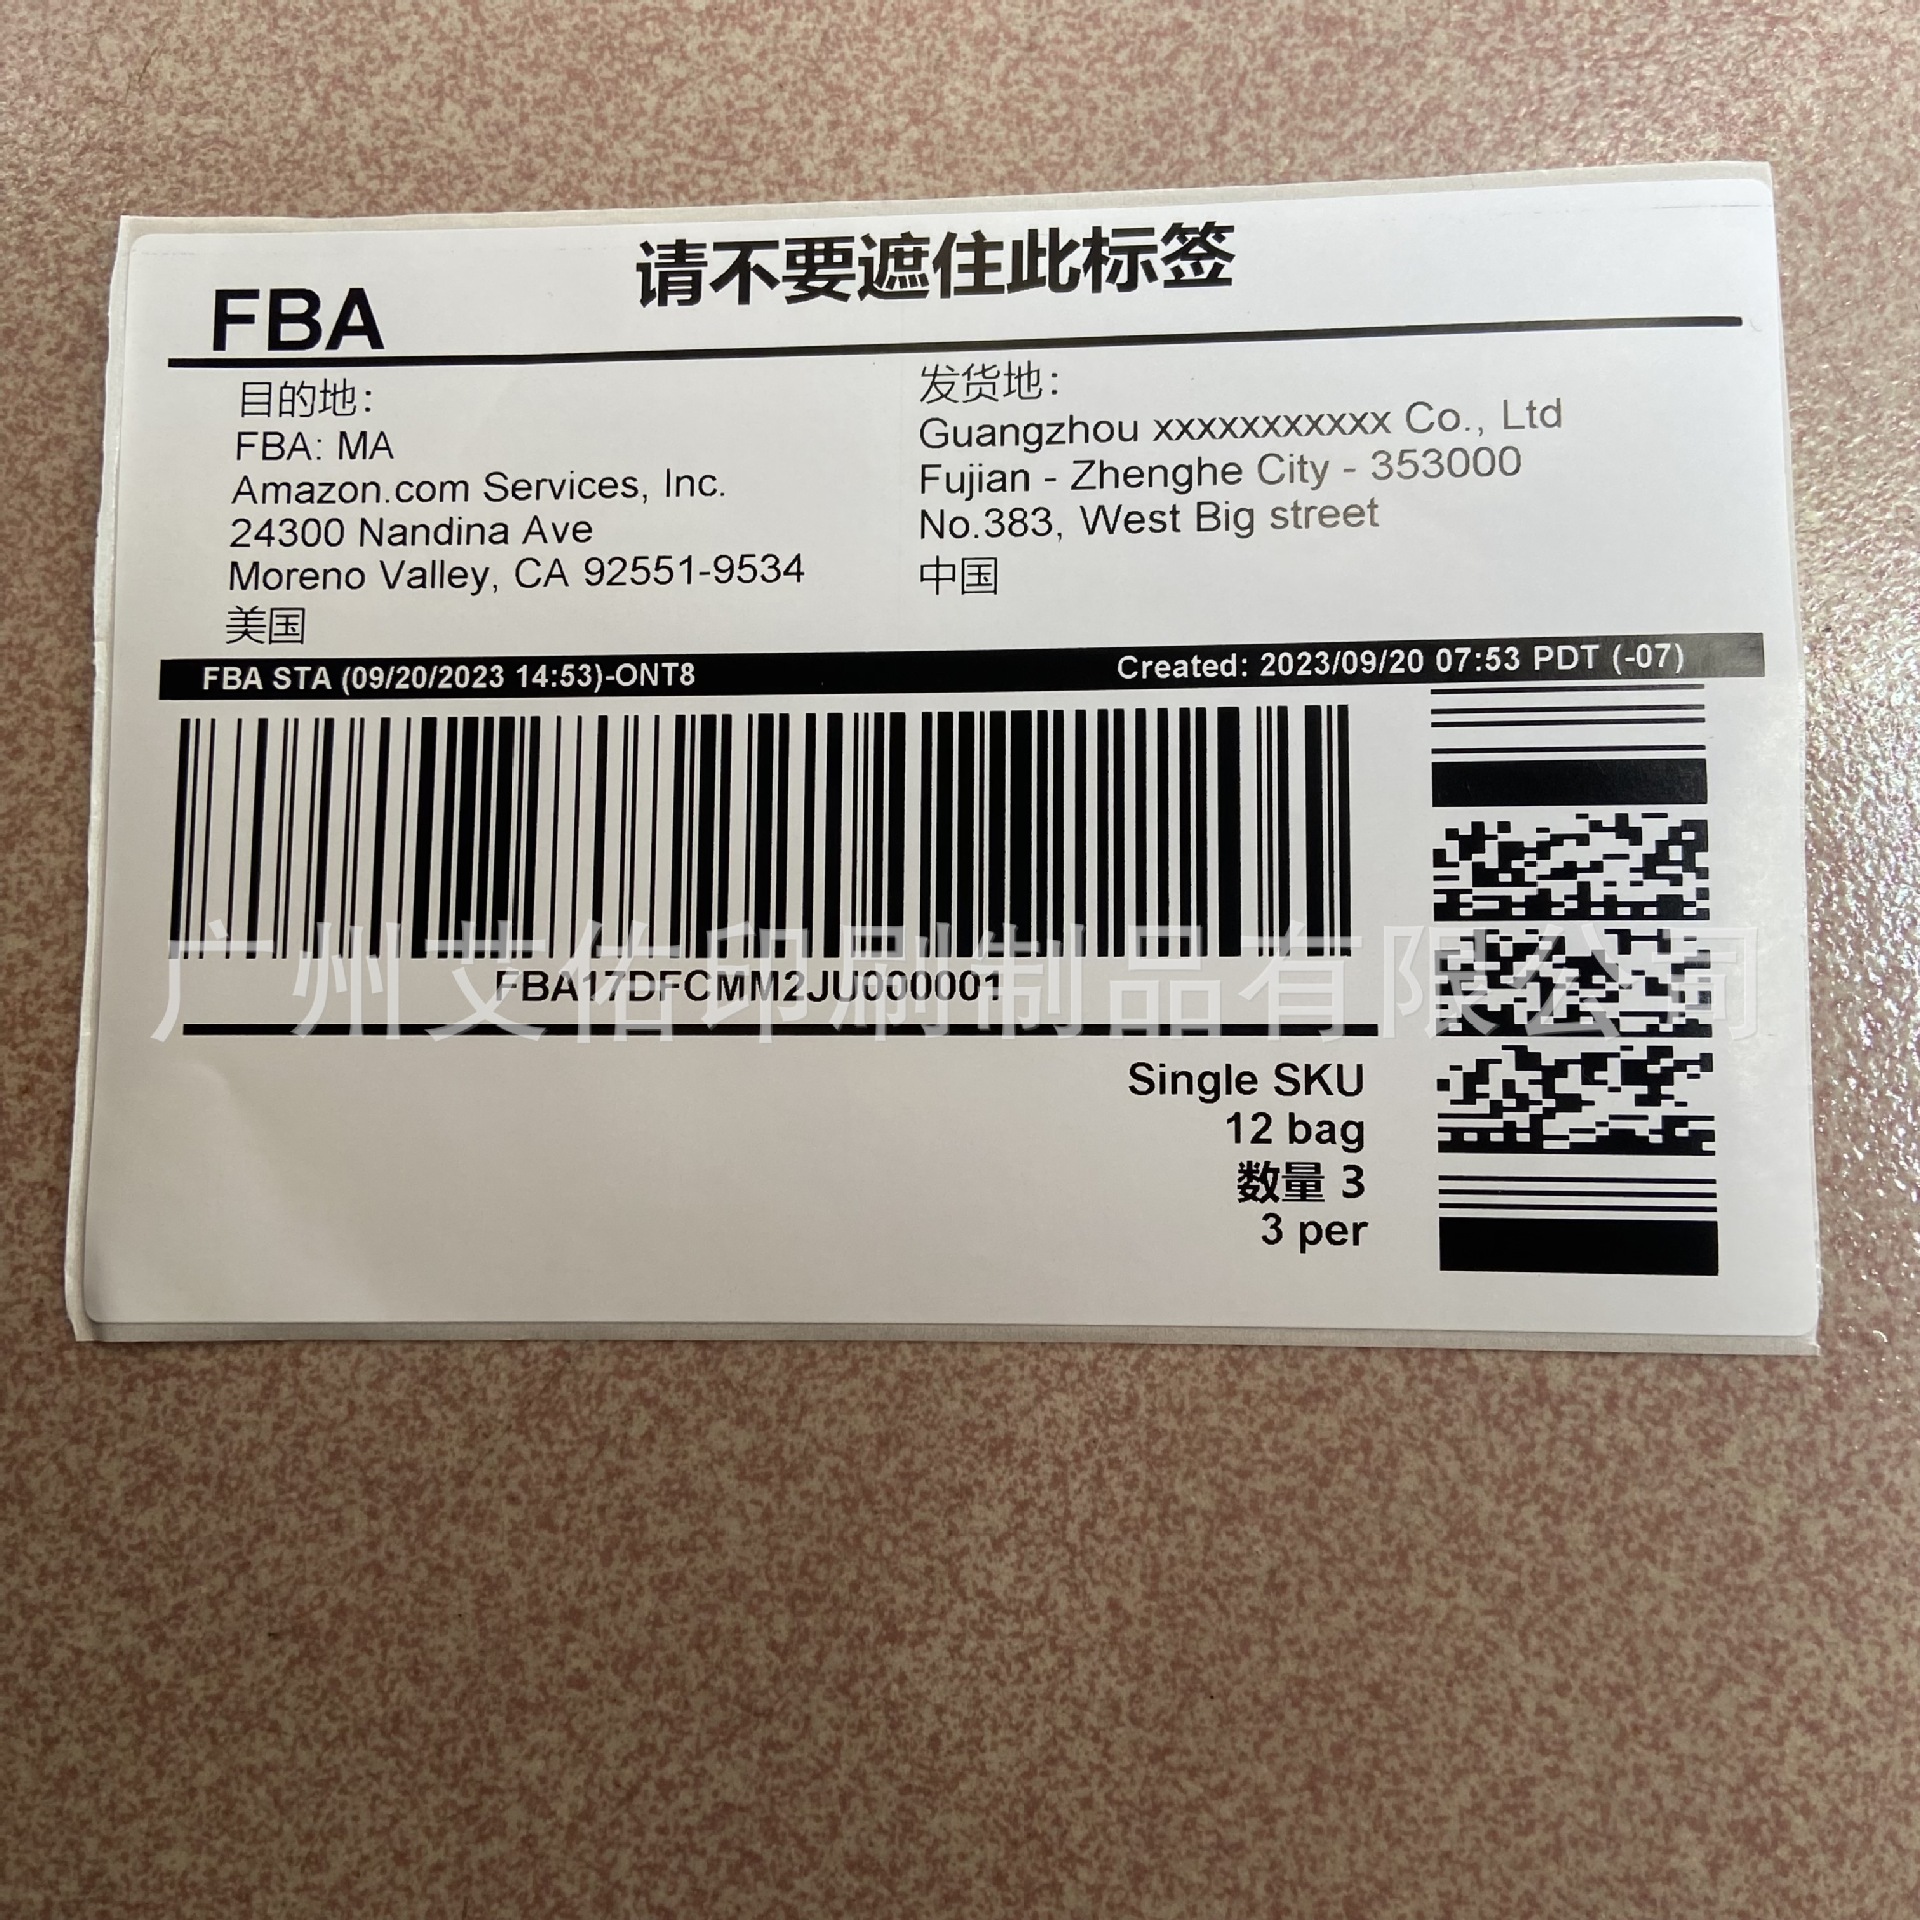 请不要遮住此标签
FBA
目的地：
FBA: MA
Amazon.com Services, Inc.
24300 Nandina Ave
Moreno Valley, CA 92551-9534
美国
发货地：
Guangzhou xxxxxxxxxxx Co., Ltd
Fujian - Zhenghe City - 353000
No.383, West Big street
中国
FBA STA (09/20/2023 14:53)-ONT8
Created: 2023/09/20 07:53 PDT (-07)
广州艾佑印刷制品有限公司
FBA17DFCMM2JU000001
Single SKU
12 bag
数量 3
3 per